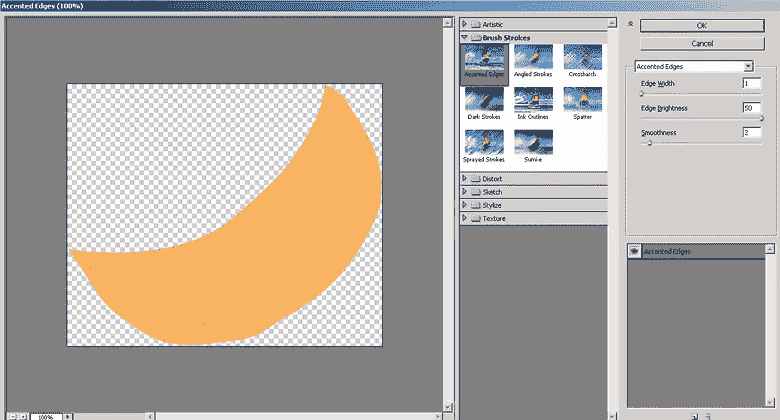 Accented Edges (100%)
Artistic
Brush Strokes
Accented Edges
Angled Strokes
Crosshatch
Dark Strokes
Ink Outlines
Spatter
Sprayed Strokes
Sumi-e
Distort
Sketch
Stylize
Texture
OK
Cancel
Accented Edges
Edge Width 1
Edge Brightness 50
Smoothness 2
Accented Edges
100%